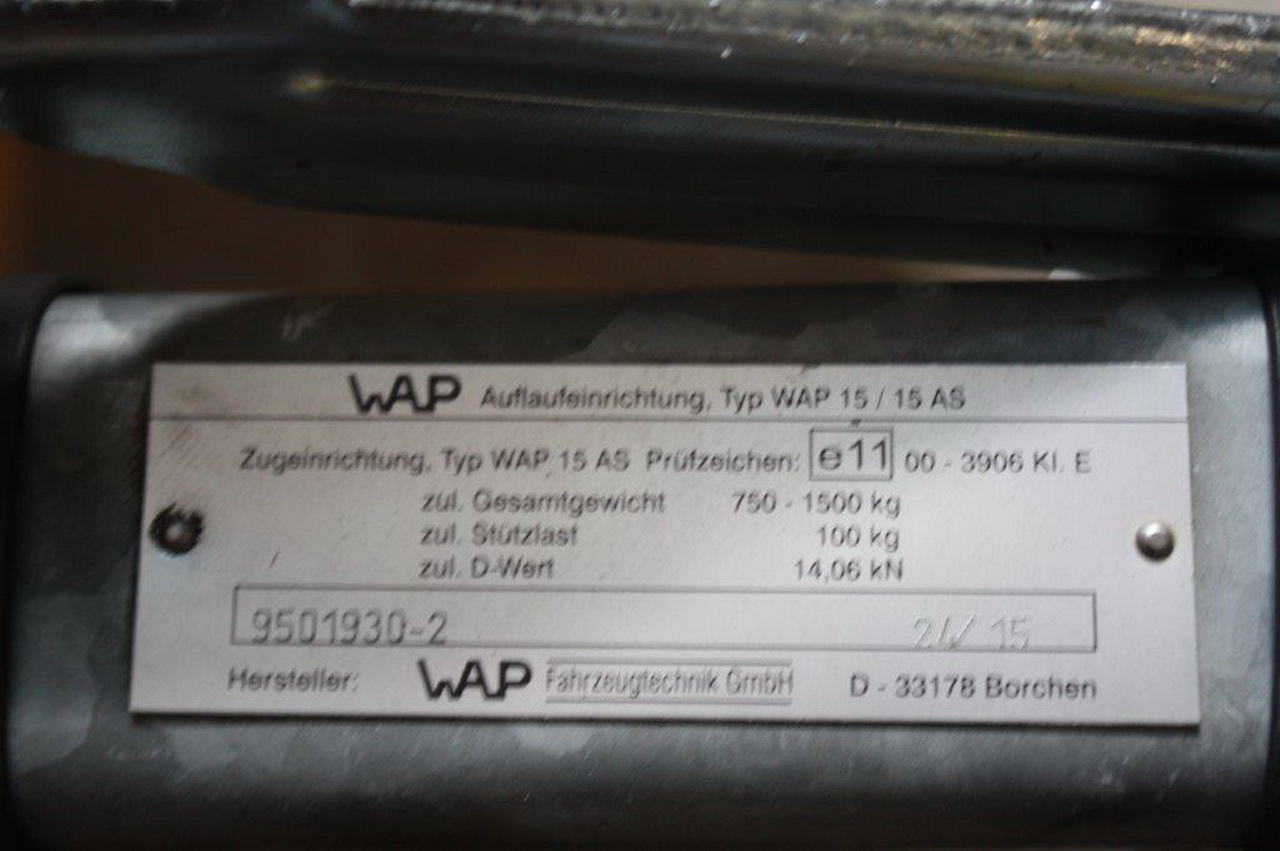 WAP Auflaufeinrichtung, Typ WAP 15 / 15 AS
Zugeinrichtung, Typ WAP 15 AS Prüfzeichen: e11 00 - 3906 Kl. E
zul. Gesamtgewicht 750 - 1500 kg
zul. Stützlast 100 kg
zul. D-Wert 14,06 kN
9501930-2 24/ 15
Hersteller: WAP Fahrzeugtechnik GmbH D - 33178 Borchen